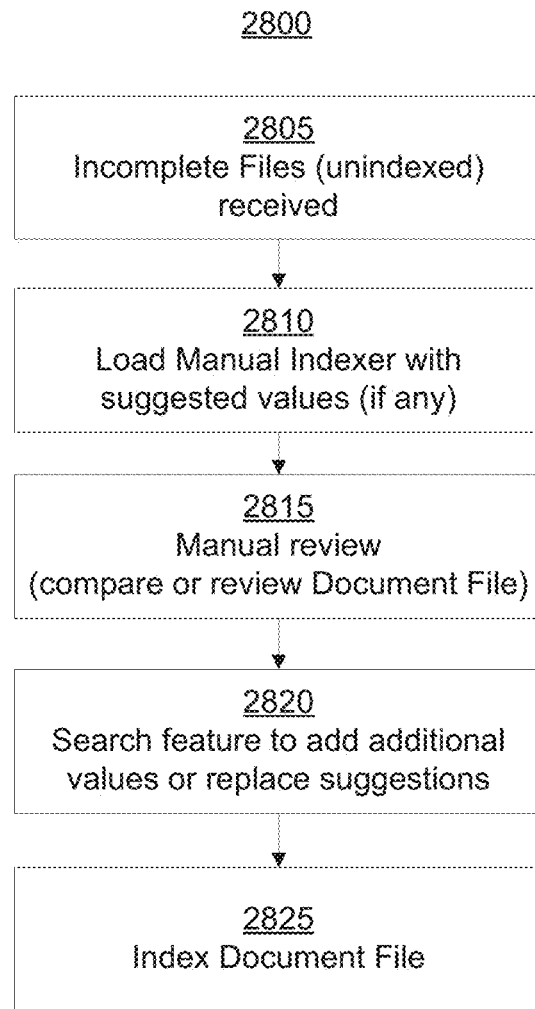 2800
2805
Incomplete Files (unindexed)
received
2810
Load Manual Indexer with
suggested values (if any)
2815
Manual review
(compare or review Document File)
2820
Search feature to add additional
values or replace suggestions
2825
Index Document File